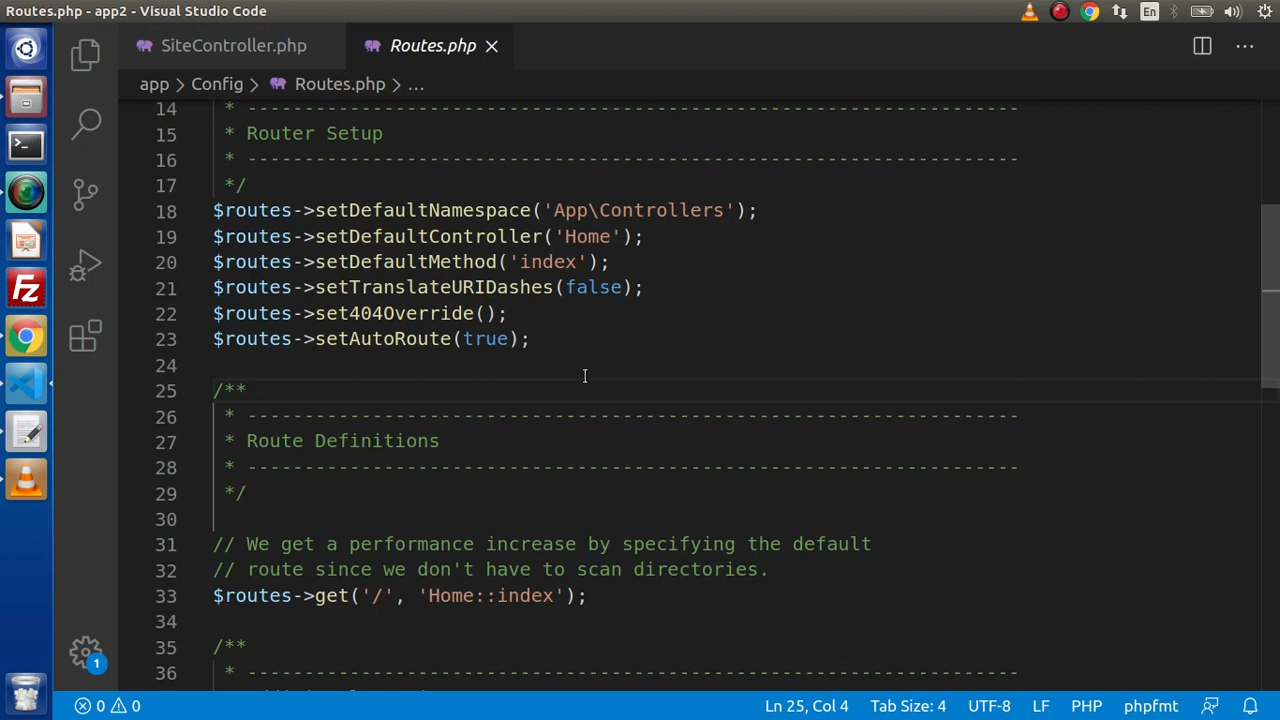 Routes.php - app2 - Visual Studio Code
En
SiteController.php
Routes.php
app > Config > Routes.php > ...
14 * --------------------------------------------------------------------
15 * Router Setup
16 * --------------------------------------------------------------------
17 */
18 $routes->setDefaultNamespace('App\Controllers');
19 $routes->setDefaultController('Home');
20 $routes->setDefaultMethod('index');
21 $routes->setTranslateURIDashes(false);
22 $routes->set404Override();
23 $routes->setAutoRoute(true);
24
25 /**
26 * --------------------------------------------------------------------
27 * Route Definitions
28 * --------------------------------------------------------------------
29 */
30
31 // We get a performance increase by specifying the default
32 // route since we don't have to scan directories.
33 $routes->get('/', 'Home::index');
34
35 /**
36 * --------------------------------------------------------------------
1
0 0 Ln 25, Col 4 Tab Size: 4 UTF-8 LF PHP phpfmt